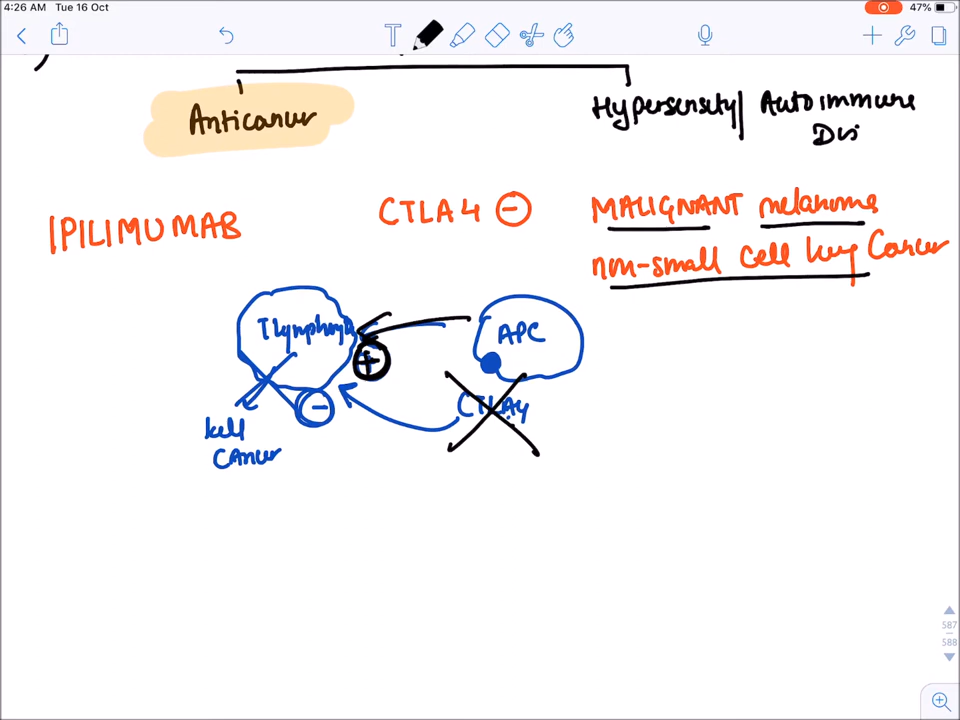 4:26 AM Tue 16 Oct 47%
Anticancer
Hypersensity| Autoimmune
Dis
IPILIMUMAB CTLA4 - MALIGNANT melanoma
non-small cell lung Cancer
T lymphocyte APC
+
- CTLA4
kill
CAncer
587
588